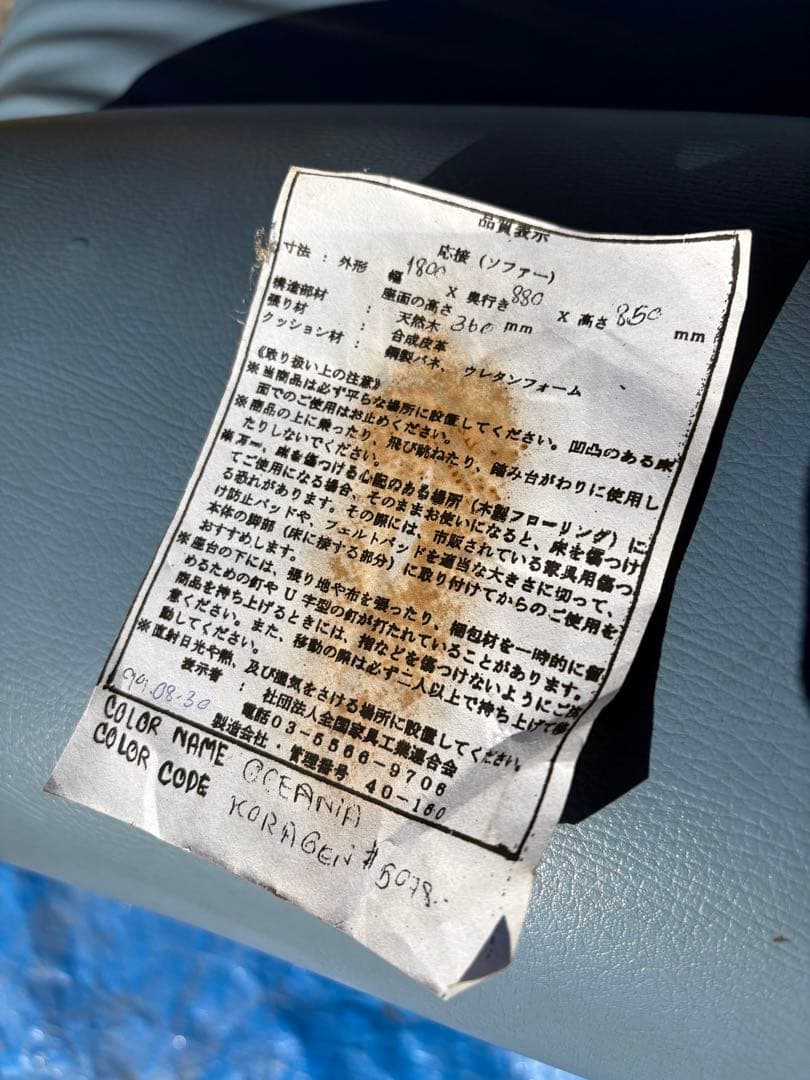 品質表示
応接（ソファー）
寸法 : 外形 幅 1800 X 奥行き 880 X 高さ 850 mm
座面の高さ 360 mm
構造部材 : 天然木
張り材 : 合成皮革
クッション材 : 鋼製バネ、ウレタンフォーム
《取り扱い上の注意》
※当商品は必ず平らな場所に設置してください。凹凸のある床
面でのご使用はお止めください。
※商品の上に乗ったり、飛び跳ねたり、踏み台がわりに使用し
たりしないでください。
※万一、床を傷つける心配のある場所（木製フローリング）に
てご使用になる場合、そのままお使いになると、床を傷つけ
る恐れがあります。その際には、市販されている家具用傷つ
け防止パッドや、フェルトパッドを適当な大きさに切って、
本体の脚部（床に接する部分）に取り付けてからのご使用を
おすすめします。
※座台の下には、張り地や布を張ったり、梱包材を一時的に留
めるための釘やU字型の釘が打たれていることがあります。
商品を持ち上げるときには、指などを傷つけないようにご注
意ください。また、移動の際は必ず二人以上で持ち上げて移
動してください。
※直射日光や熱、及び湿気をさける場所に設置してください。
表示者 : 社団法人全国家具工業連合会
電話03-5566-9706
製造会社・管理番号 40-160
99.08.30
COLOR NAME OCEANIA
COLOR CODE KORAGEN #5078